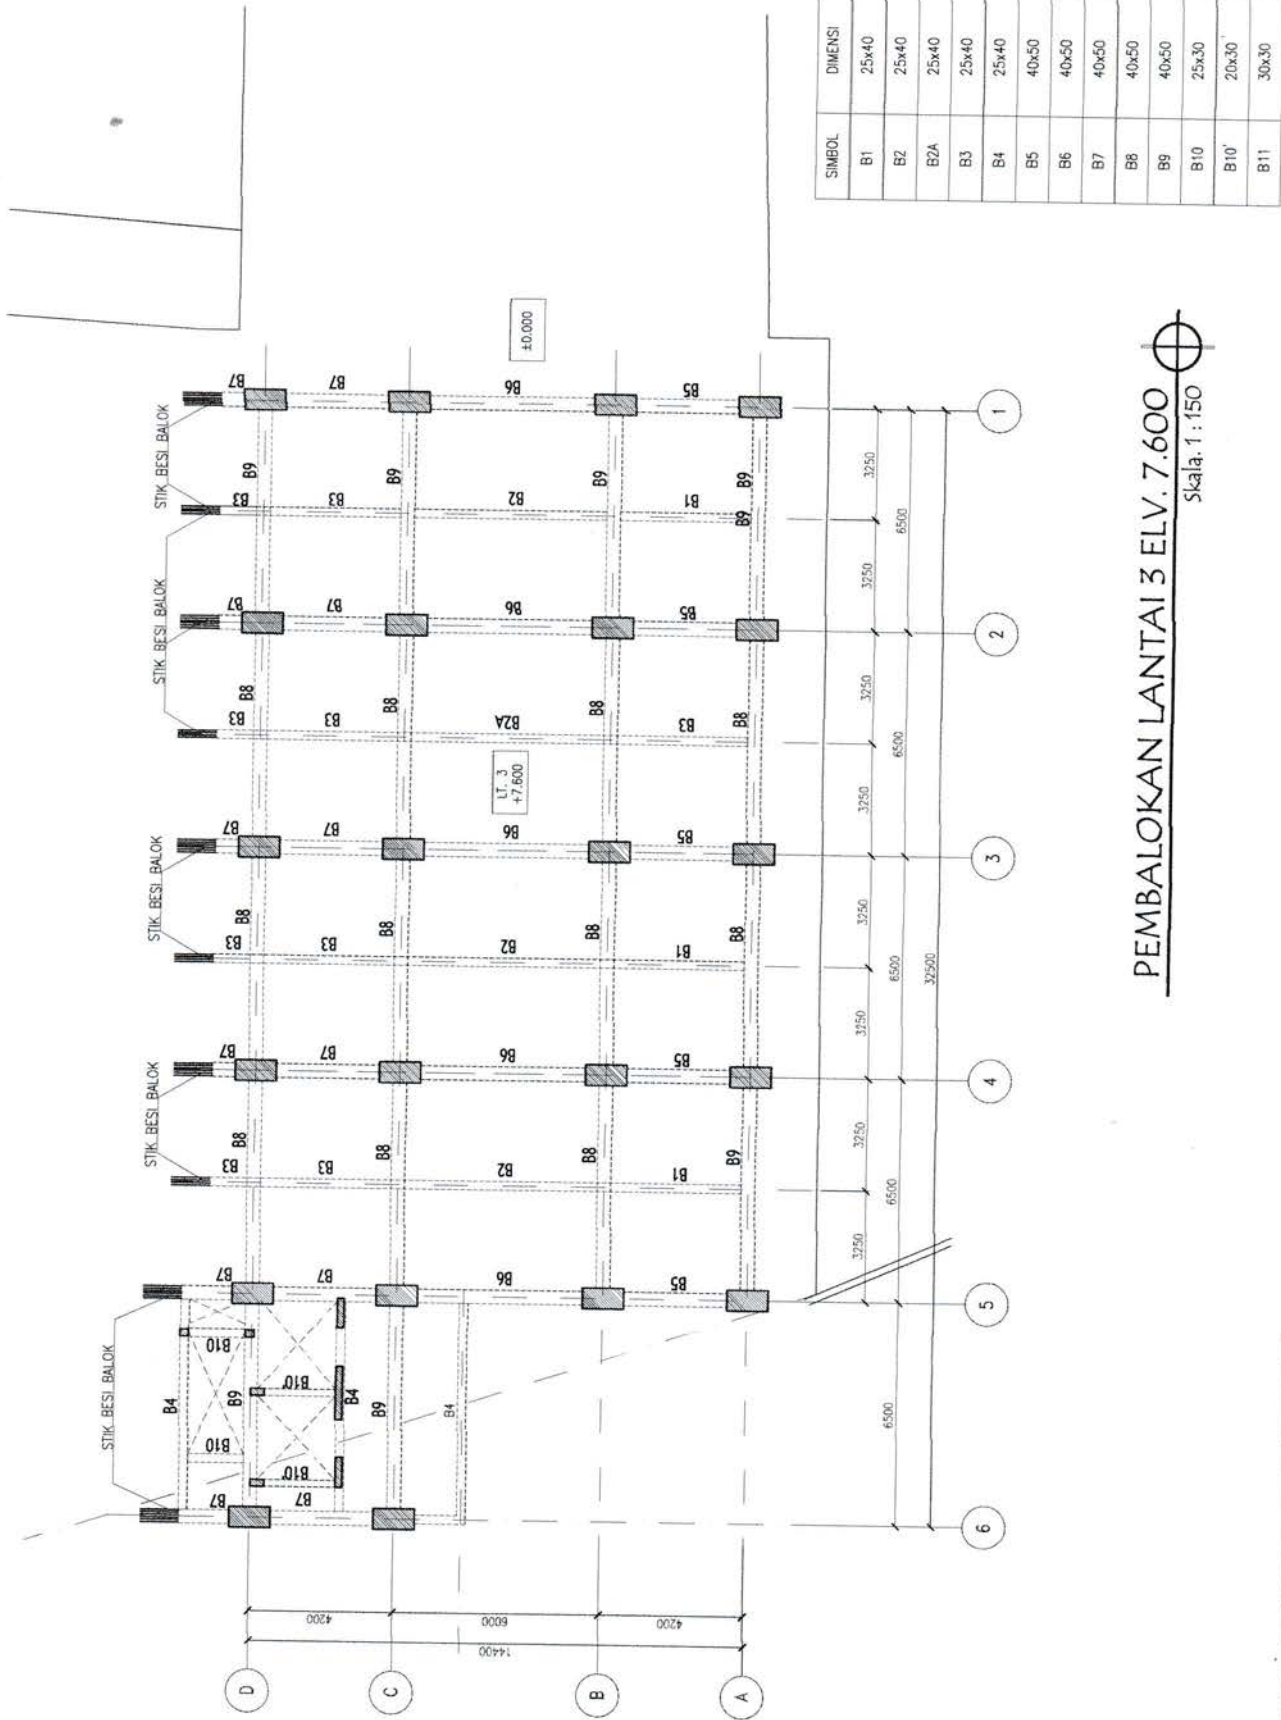 STIK BESI BALOK
STIK BESI BALOK
STIK BESI BALOK
STIK BESI BALOK
STIK BESI BALOK
B7
B4
B10
B10
B7
B3
B7
B3
B7
B3
B7
B3
B7
D
B9
B8
B8
B8
B9
B7
B10'
B10'
B4
B7
B3
B7
B3
B7
B3
B7
B3
B7
C
B9
B8
B8
B8
B9
B4
B6
B2
B6
B2
B6
B2A
B6
B2
B6
LT. 3
+7.600
±0.000
B
B8
B8
B8
B9
B5
B1
B5
B1
B5
B3
B5
B1
B5
A
B9
B8
B8
B9
B9
4200
6000
4200
14400
3250
3250
3250
3250
3250
3250
3250
3250
6500
6500
6500
6500
6500
32500
6
5
4
3
2
1
PEMBALOKAN LANTAI 3 ELV. 7.600
Skala. 1 : 150
SIMBOL DIMENSI
B1 25x40
B2 25x40
B2A 25x40
B3 25x40
B4 25x40
B5 40x50
B6 40x50
B7 40x50
B8 40x50
B9 40x50
B10 25x30
B10' 20x30
B11 30x30